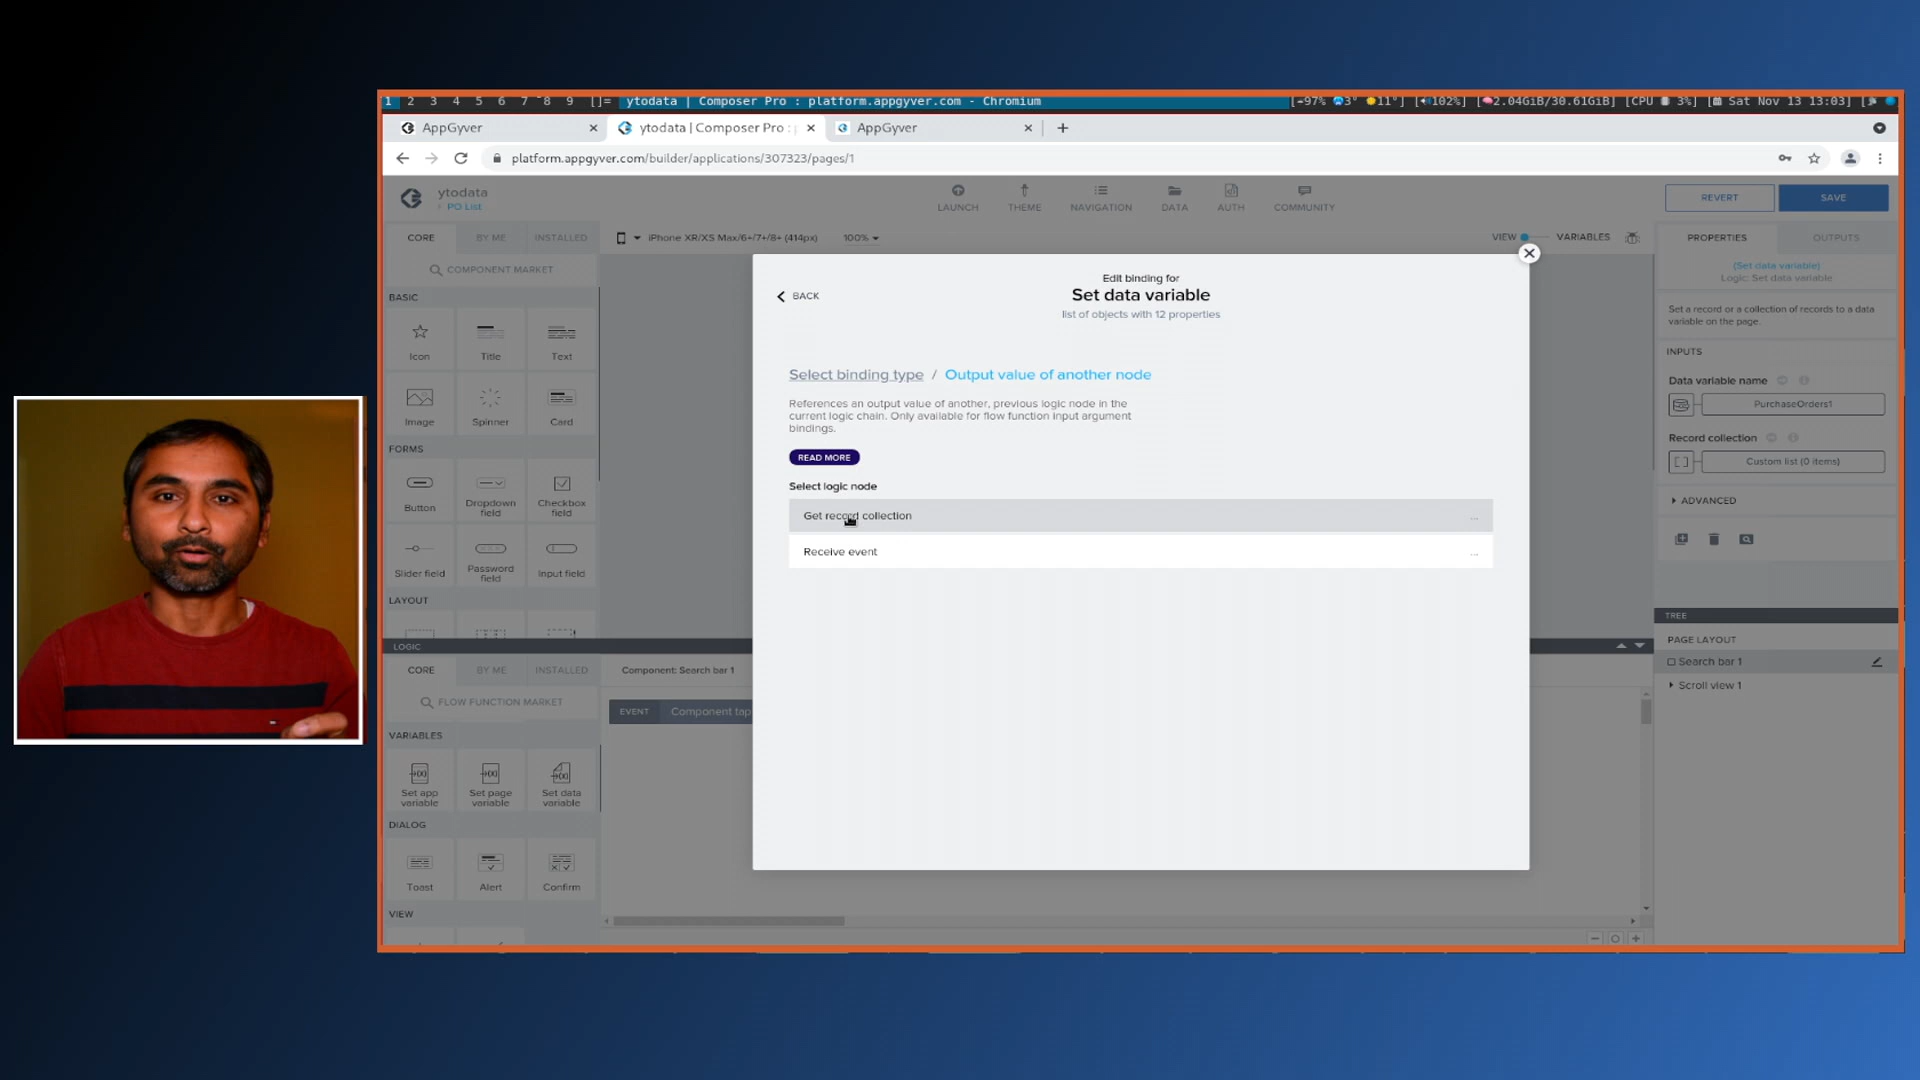 1 2 3 4 5 6 7 8 9 []= ytodata | Composer Pro : platform.appgyver.com - Chromium
97% 3° 11° 102% 2.04GiB/30.61GiB CPU 3% Sat Nov 13 13:03
AppGyver
ytodata | Composer Pro :
AppGyver
platform.appgyver.com/builder/applications/307323/pages/1
ytodata
PO List
LAUNCH
THEME
NAVIGATION
DATA
AUTH
COMMUNITY
REVERT
SAVE
CORE BY ME INSTALLED
iPhone XR/XS Max/6+/7+/8+ (414px) 100%
VIEW VARIABLES
PROPERTIES OUTPUTS
COMPONENT MARKET
BASIC
Icon Title Text
Image Spinner Card
FORMS
Button Dropdown field Checkbox field
Slider field Password field Input field
LAYOUT
BACK
Edit binding for
Set data variable
list of objects with 12 properties
Select binding type / Output value of another node
References an output value of another, previous logic node in the
current logic chain. Only available for flow function input argument
bindings.
READ MORE
Select logic node
Get record collection ...
Receive event ...
(Set data variable)
Logic: Set data variable
Set a record or a collection of records to a data
variable on the page.
INPUTS
Data variable name
PurchaseOrders1
Record collection
[ ] Custom list (0 items)
ADVANCED
TREE
PAGE LAYOUT
Search bar 1
Scroll view 1
LOGIC
CORE BY ME INSTALLED
Component: Search bar 1
FLOW FUNCTION MARKET
EVENT Component tap
VARIABLES
Set app variable Set page variable Set data variable
DIALOG
Toast Alert Confirm
VIEW